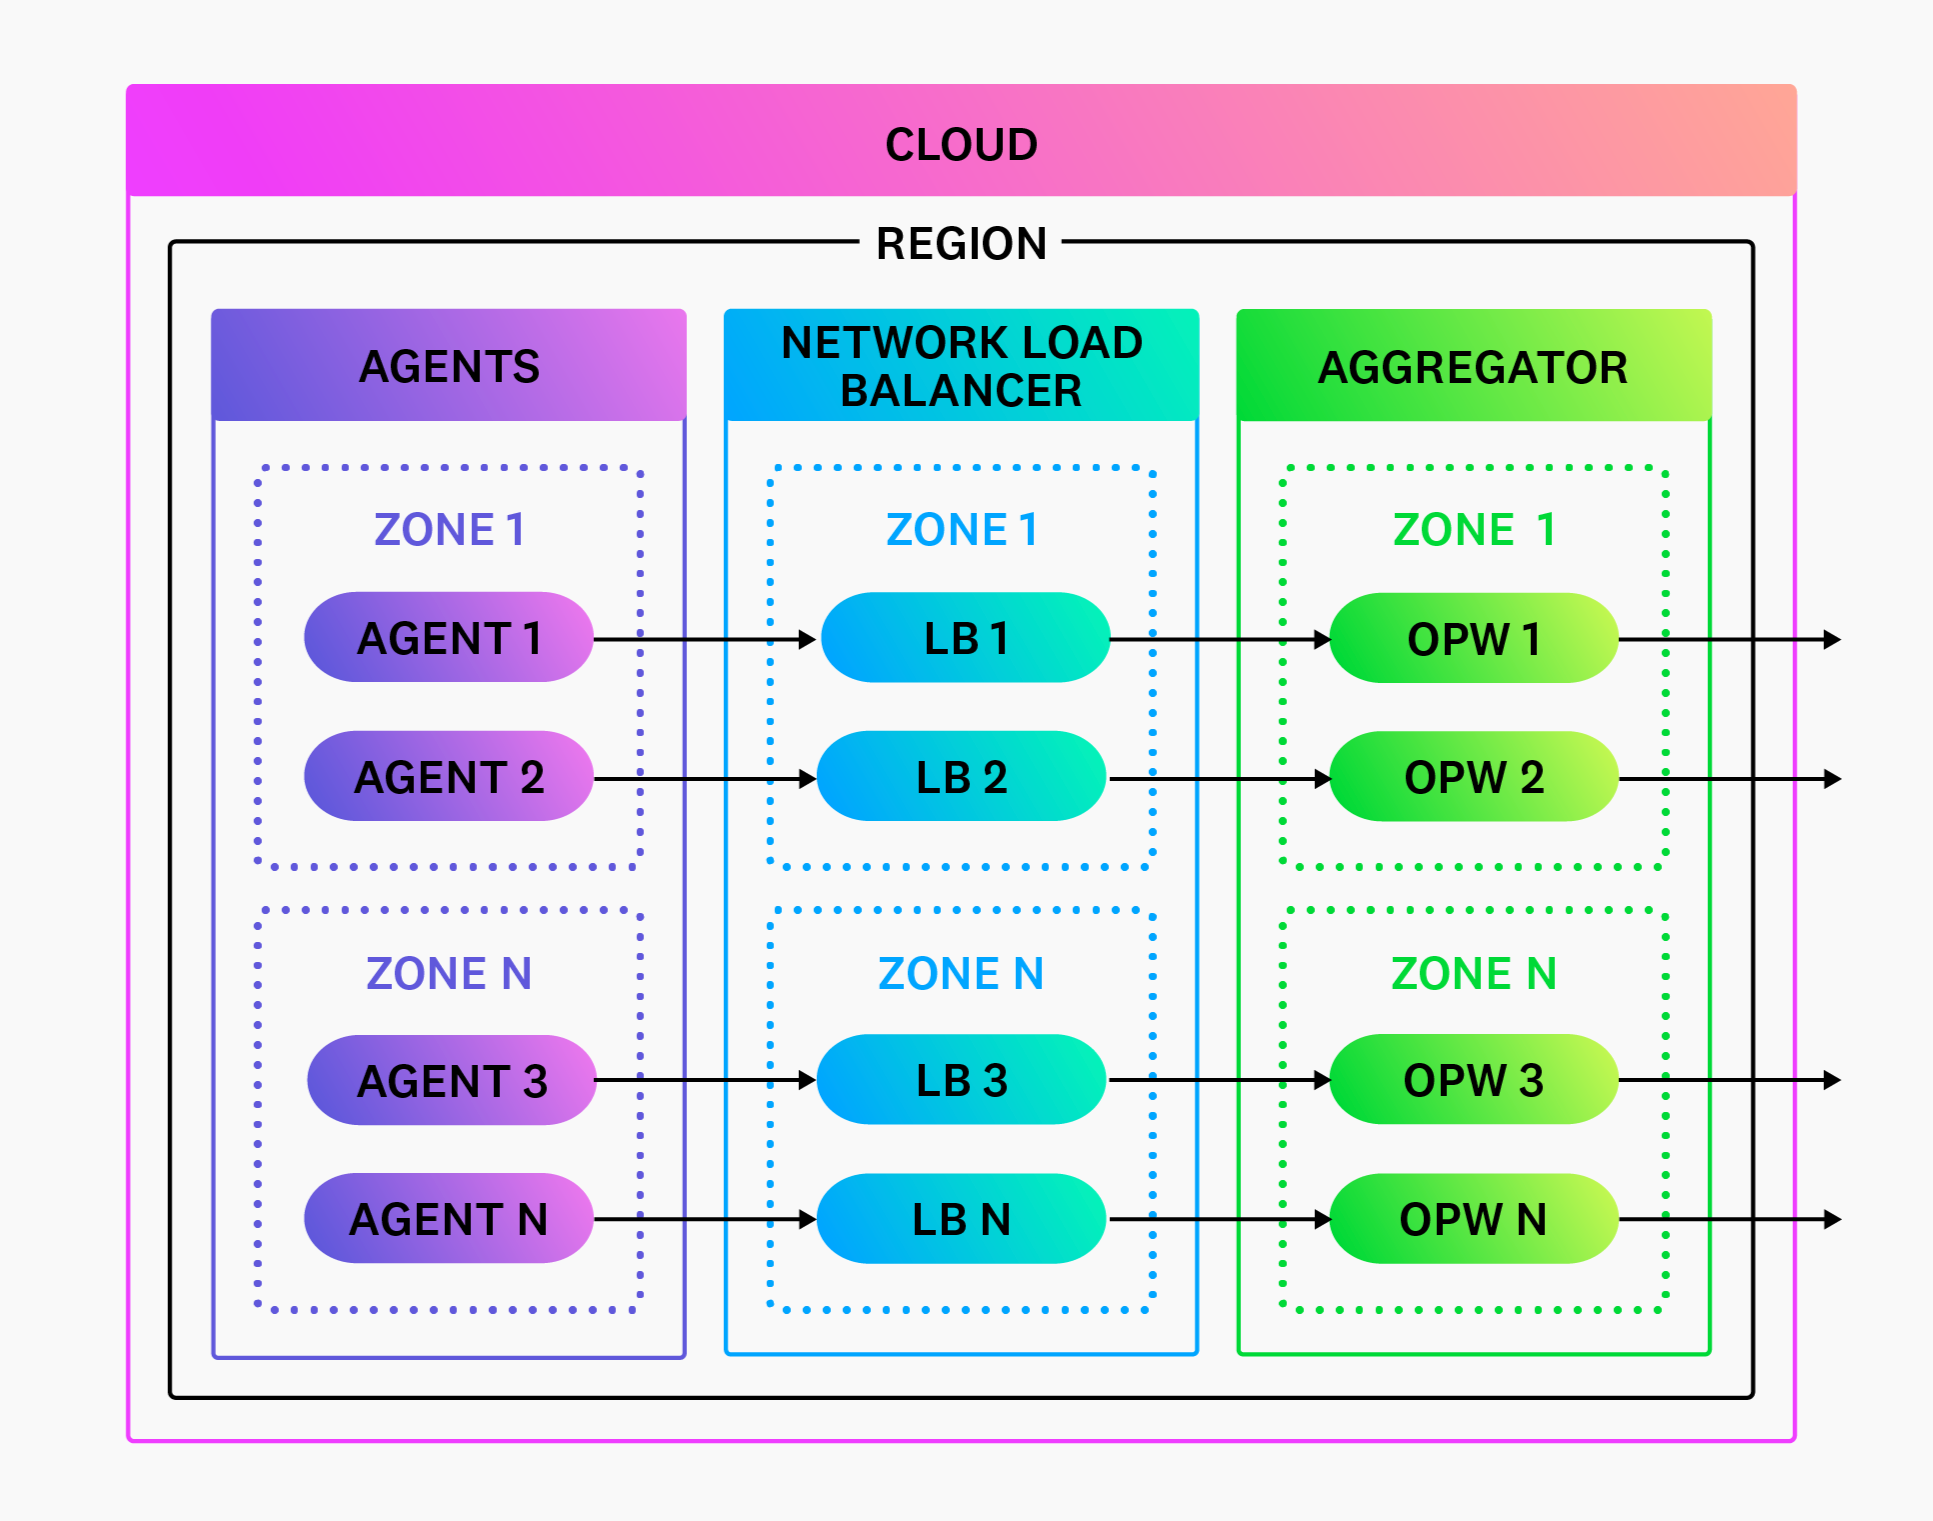 CLOUD
REGION
AGENTS
ZONE 1
AGENT 1
AGENT 2
ZONE N
AGENT 3
AGENT N
NETWORK LOAD
BALANCER
ZONE 1
LB 1
LB 2
ZONE N
LB 3
LB N
AGGREGATOR
ZONE 1
OPW 1
OPW 2
ZONE N
OPW 3
OPW N